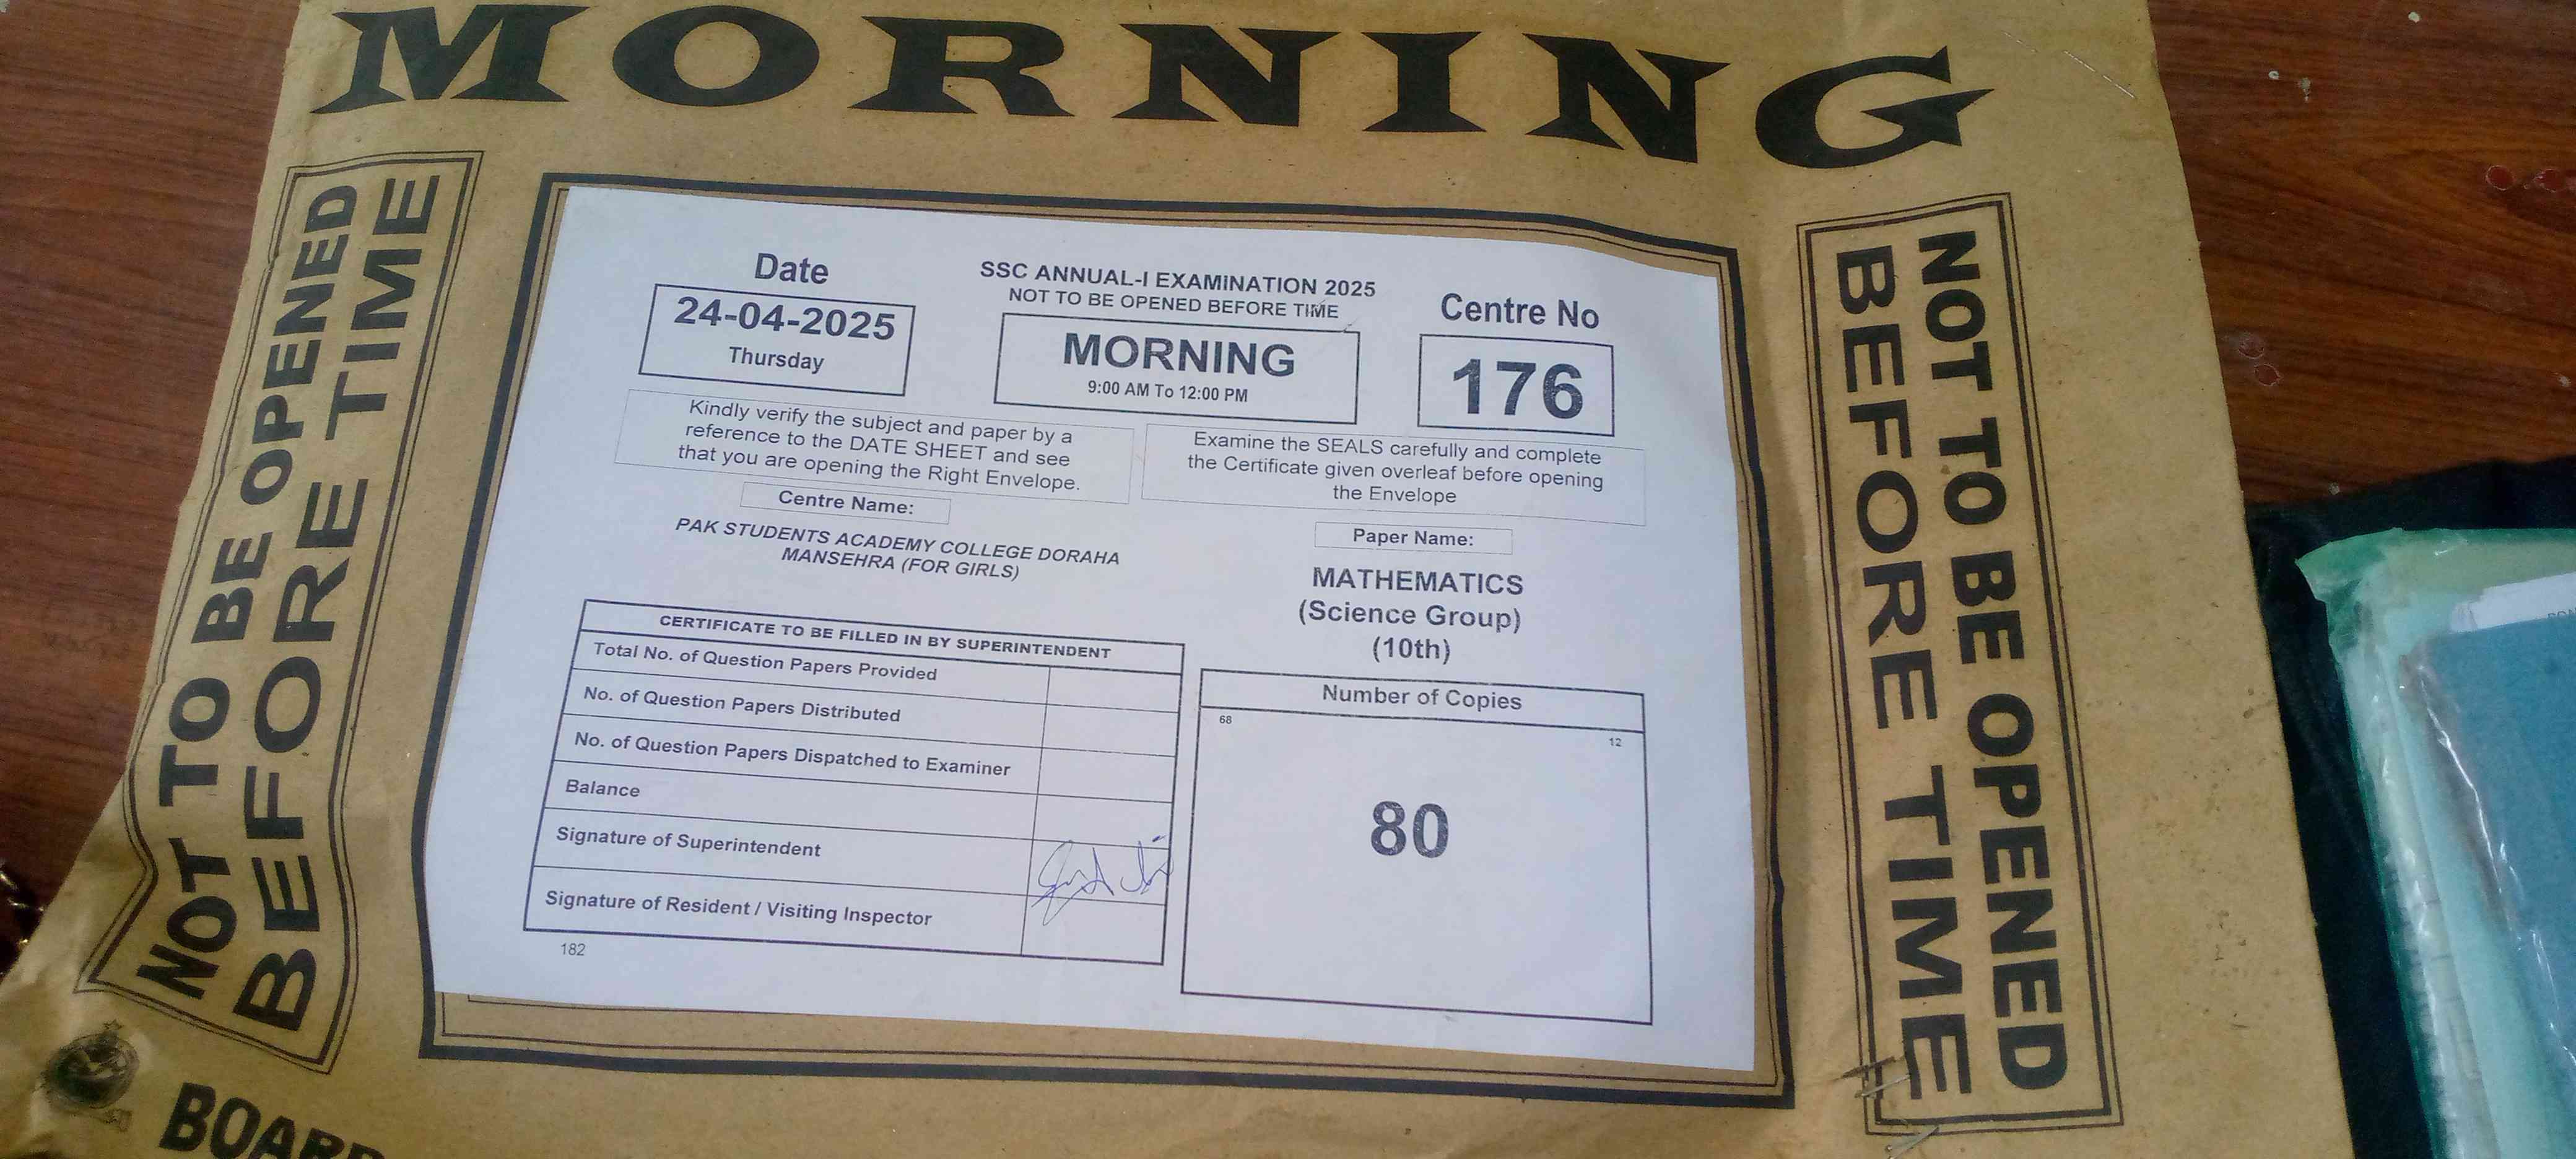 MORNING
NOT TO BE OPENED
BEFORE TIME
Date
24-04-2025
Thursday
SSC ANNUAL-I EXAMINATION 2025
NOT TO BE OPENED BEFORE TIME
MORNING
9:00 AM To 12:00 PM
Centre No
176
Kindly verify the subject and paper by a
reference to the DATE SHEET and see
that you are opening the Right Envelope.
Examine the SEALS carefully and complete
the Certificate given overleaf before opening
the Envelope
Centre Name:
PAK STUDENTS ACADEMY COLLEGE DORAHA
MANSEHRA (FOR GIRLS)
Paper Name:
MATHEMATICS
(Science Group)
(10th)
CERTIFICATE TO BE FILLED IN BY SUPERINTENDENT
Total No. of Question Papers Provided
No. of Question Papers Distributed
No. of Question Papers Dispatched to Examiner
Balance
Signature of Superintendent
Signature of Resident / Visiting Inspector
182
Number of Copies
68
12
80
NOT TO BE OPENED
BEFORE TIME
BOARD